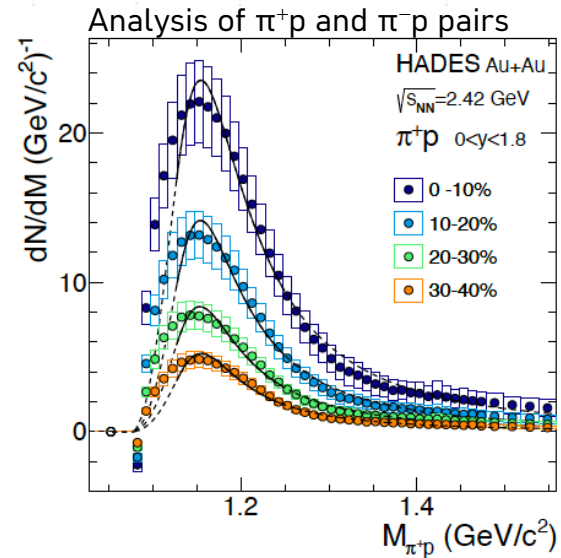 Analysis of π⁺p and π⁻p pairs
dN/dM (GeV/c²)⁻¹
20
10
0
HADES Au+Au
√sNN=2.42 GeV
π⁺p 0<y<1.8
0 -10%
10-20%
20-30%
30-40%
1.2
1.4
Mπ⁺p (GeV/c²)